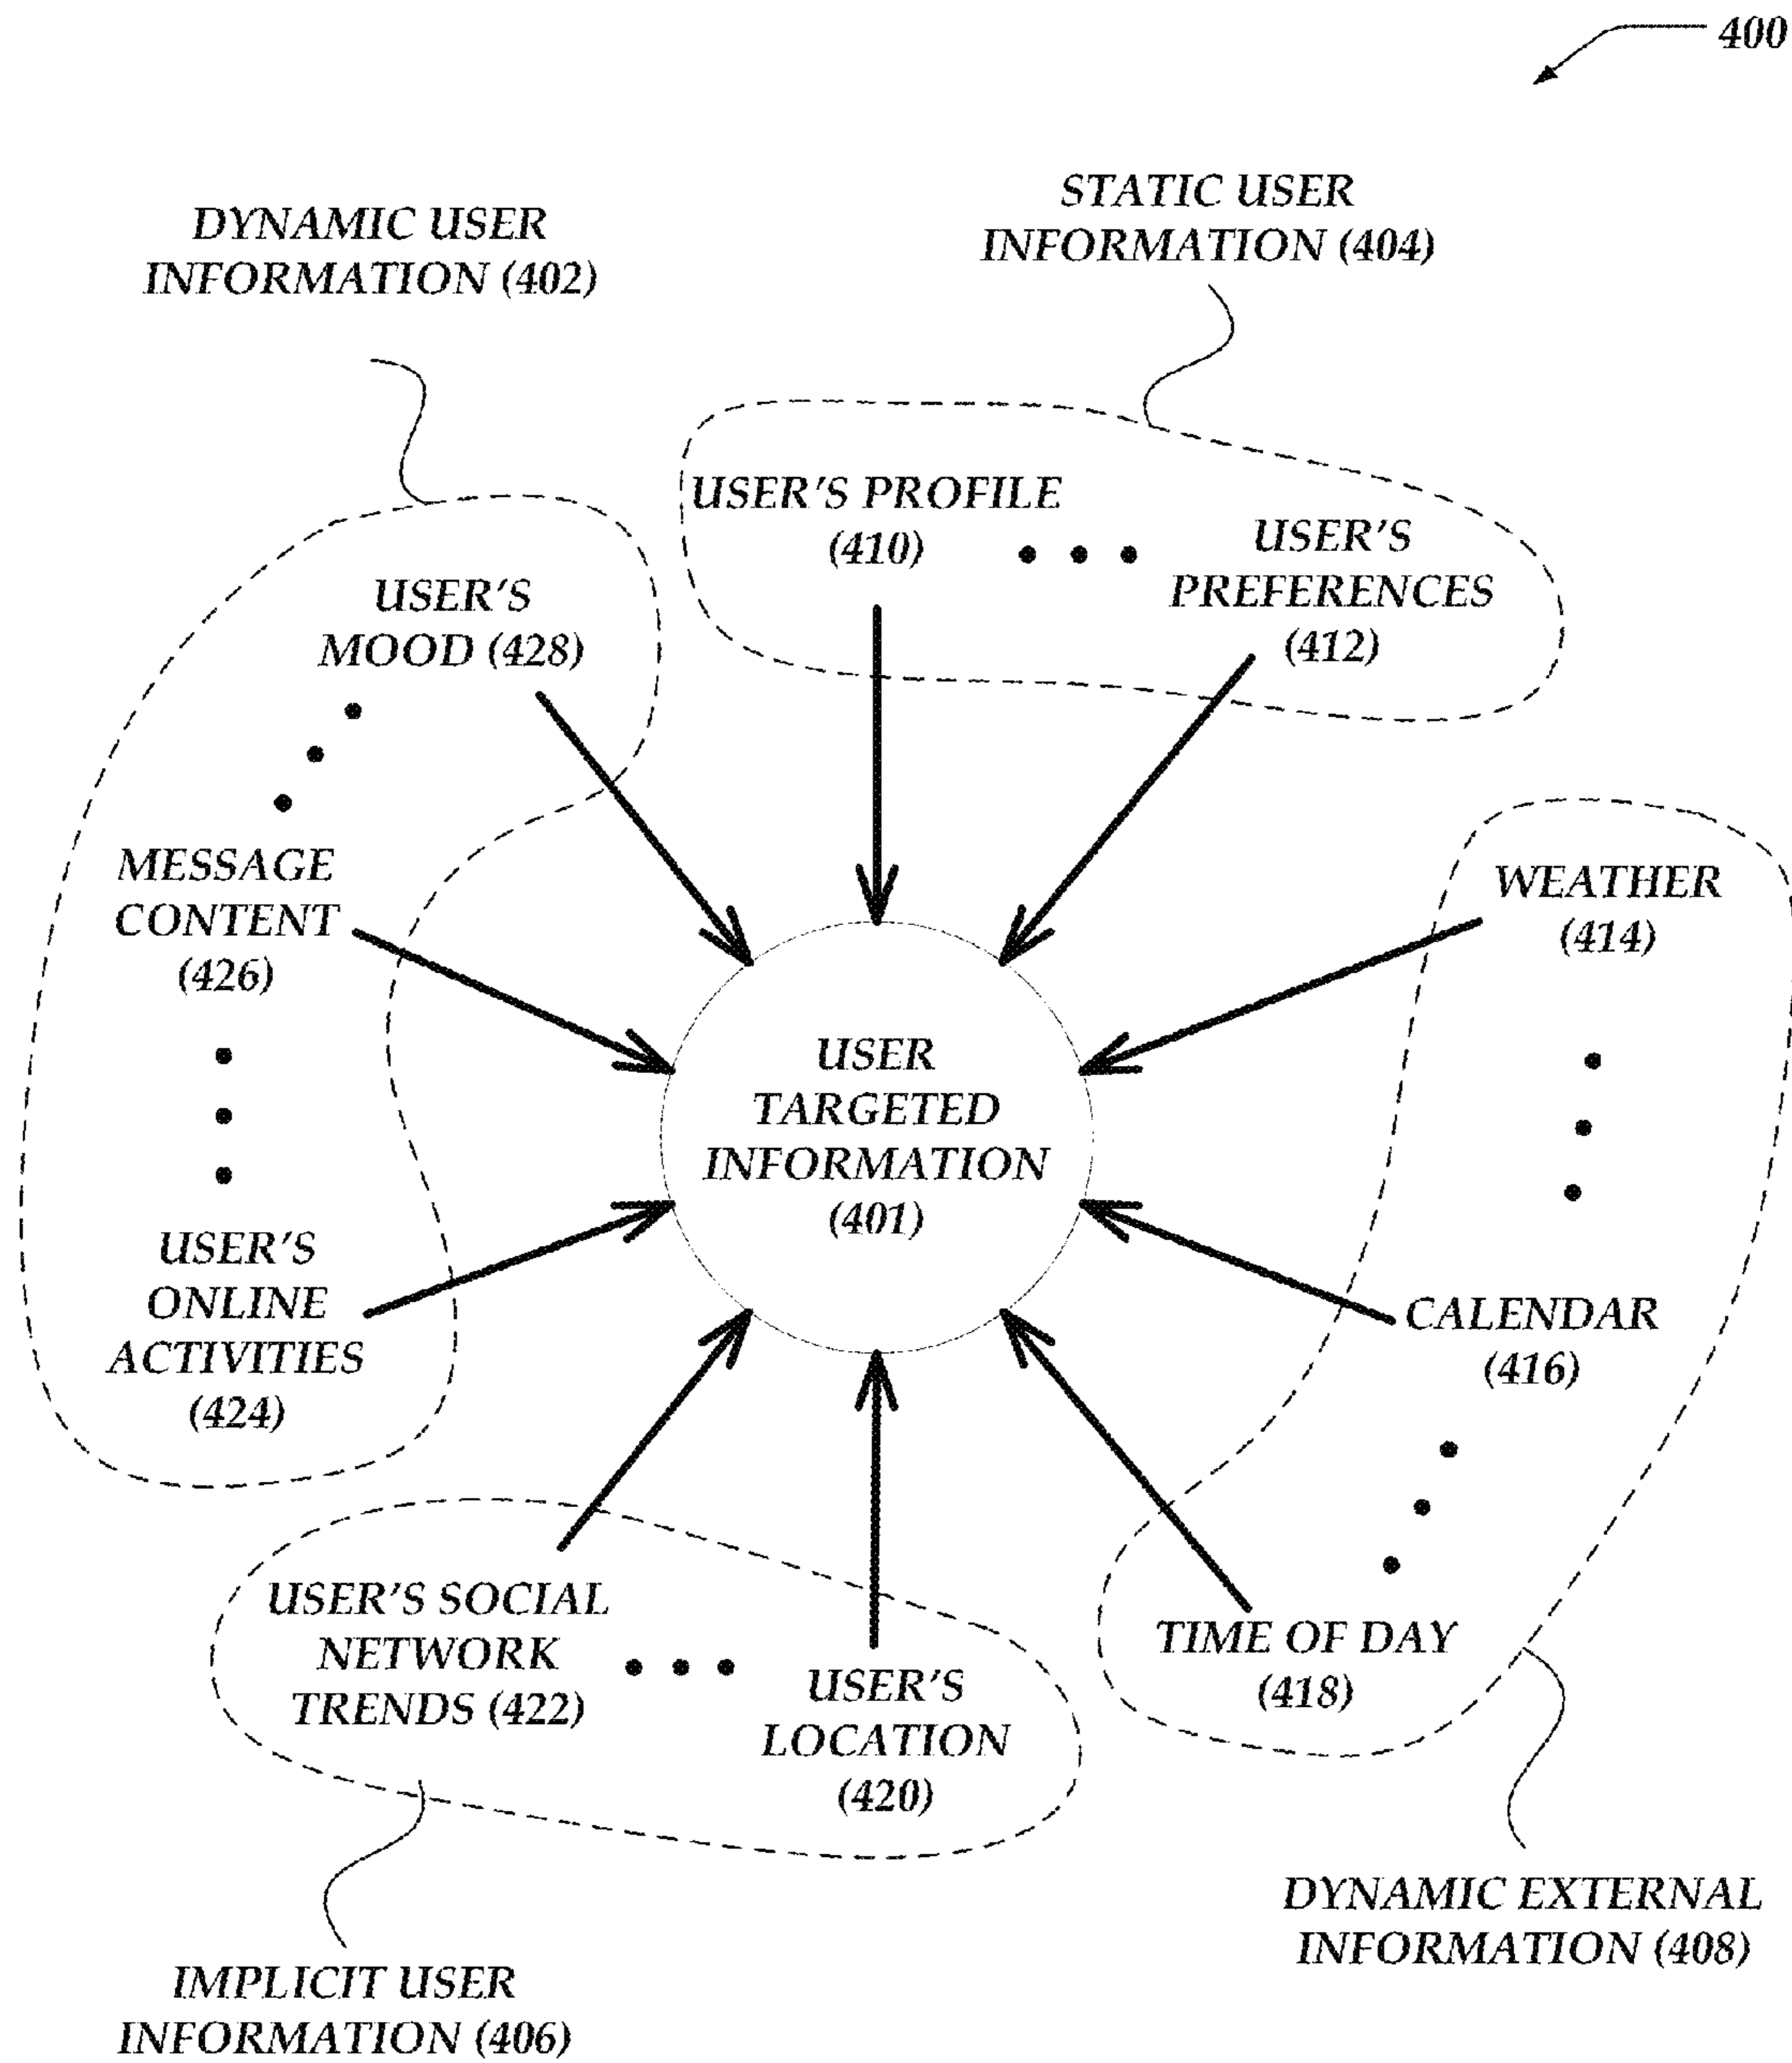 400
DYNAMIC USER
INFORMATION (402)
STATIC USER
INFORMATION (404)
USER'S PROFILE
(410)
USER'S
PREFERENCES
(412)
USER'S
MOOD (428)
MESSAGE
CONTENT
(426)
WEATHER
(414)
USER
TARGETED
INFORMATION
(401)
USER'S
ONLINE
ACTIVITIES
(424)
CALENDAR
(416)
USER'S SOCIAL
NETWORK
TRENDS (422)
USER'S
LOCATION
(420)
TIME OF DAY
(418)
DYNAMIC EXTERNAL
INFORMATION (408)
IMPLICIT USER
INFORMATION (406)